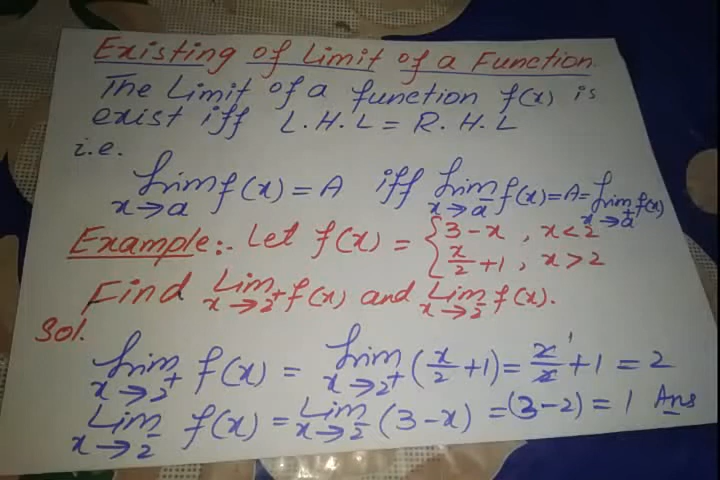 Existing of Limit of a Function
The Limit of a function f(x) is
exist iff L.H.L = R.H.L
i.e.
Lim x→a f(x) = A iff Lim x→a⁻ f(x) = A = Lim x→a⁺ f(x)
Example:- Let f(x) = { 3-x , x<2
x/2 +1 , x>2
Find Lim x→2⁺ f(x) and Lim x→2⁻ f(x).
Sol.
Lim x→2⁺ f(x) = Lim x→2⁺ (x/2 +1) = 2/2 +1 = 2
Lim x→2⁻ f(x) = Lim x→2⁻ (3-x) = (3-2) = 1 Ans